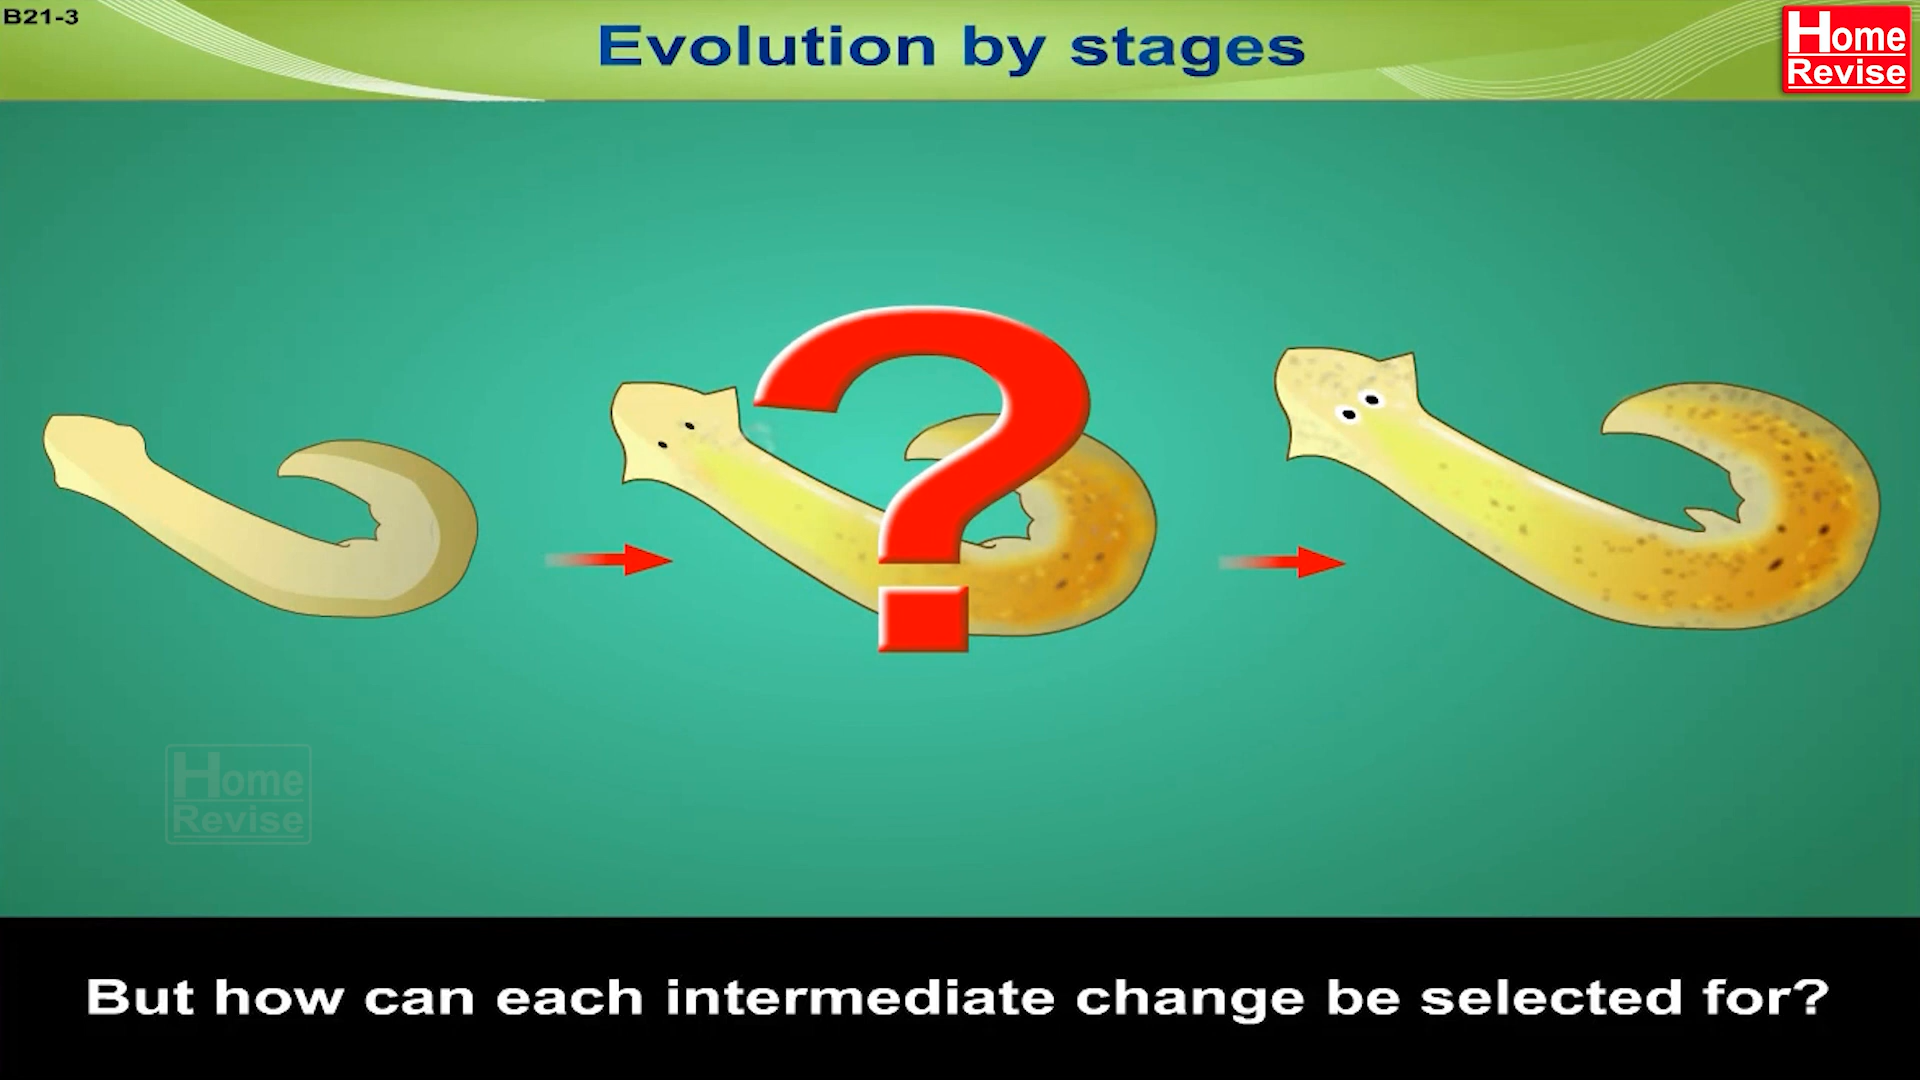 B21-3
Evolution by stages
Home
Revise
Home
Revise
But how can each intermediate change be selected for?